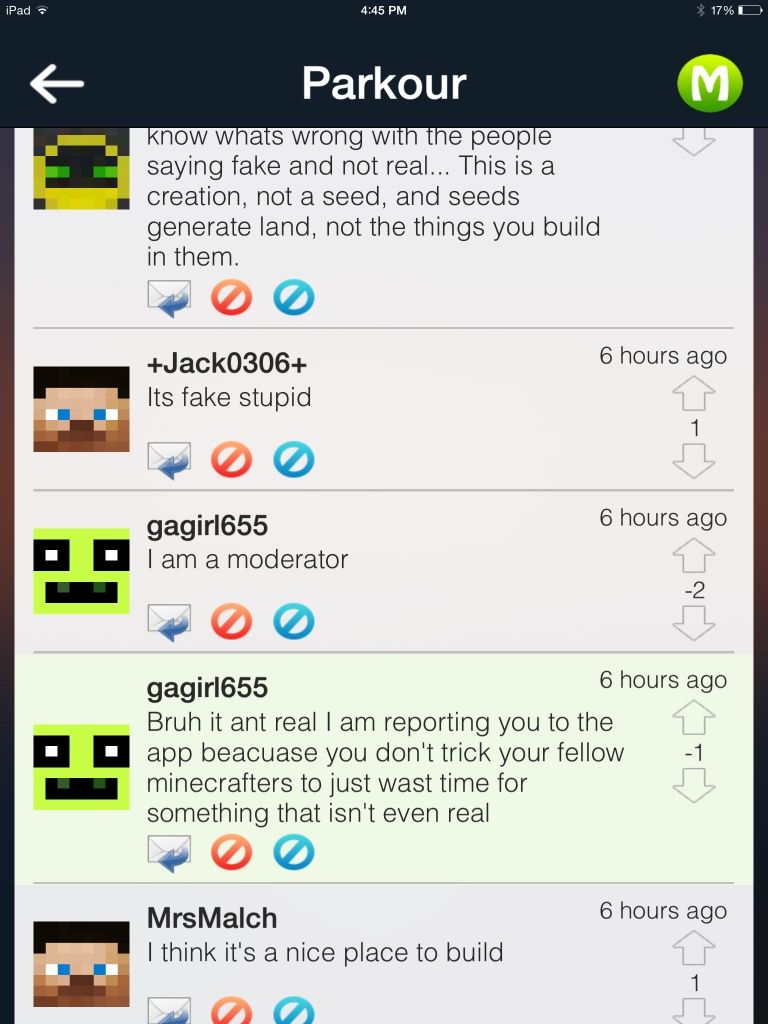 iPad 4:45 PM 17%
Parkour M
know whats wrong with the people
saying fake and not real... This is a
creation, not a seed, and seeds
generate land, not the things you build
in them.
+Jack0306+ 6 hours ago
Its fake stupid
1
gagirl655 6 hours ago
I am a moderator
-2
gagirl655 6 hours ago
Bruh it ant real I am reporting you to the
app beacuase you don't trick your fellow
minecrafters to just wast time for
something that isn't even real
-1
MrsMalch 6 hours ago
I think it's a nice place to build
1